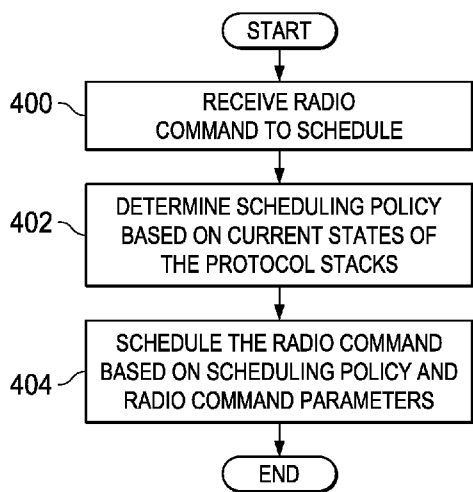 START
400
RECEIVE RADIO
COMMAND TO SCHEDULE
402
DETERMINE SCHEDULING POLICY
BASED ON CURRENT STATES OF
THE PROTOCOL STACKS
404
SCHEDULE THE RADIO COMMAND
BASED ON SCHEDULING POLICY AND
RADIO COMMAND PARAMETERS
END